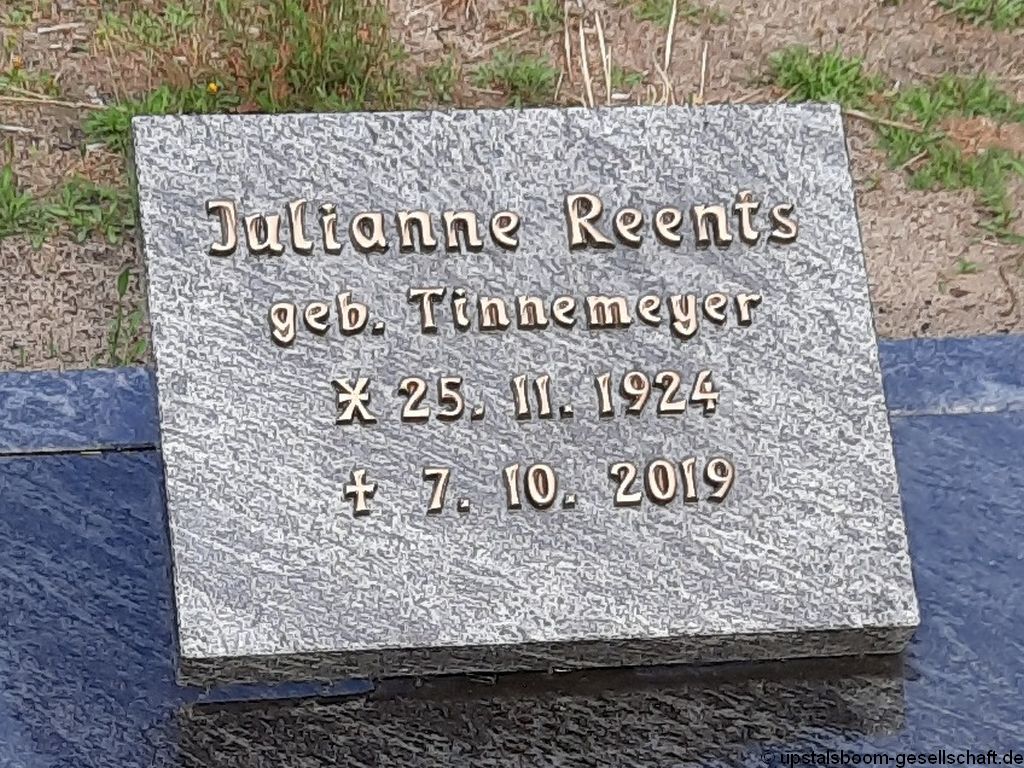 Julianne Reents
geb. Tinnemeyer
* 25. 11. 1924
† 7. 10. 2019
© upstalsboom-gesellschaft.de